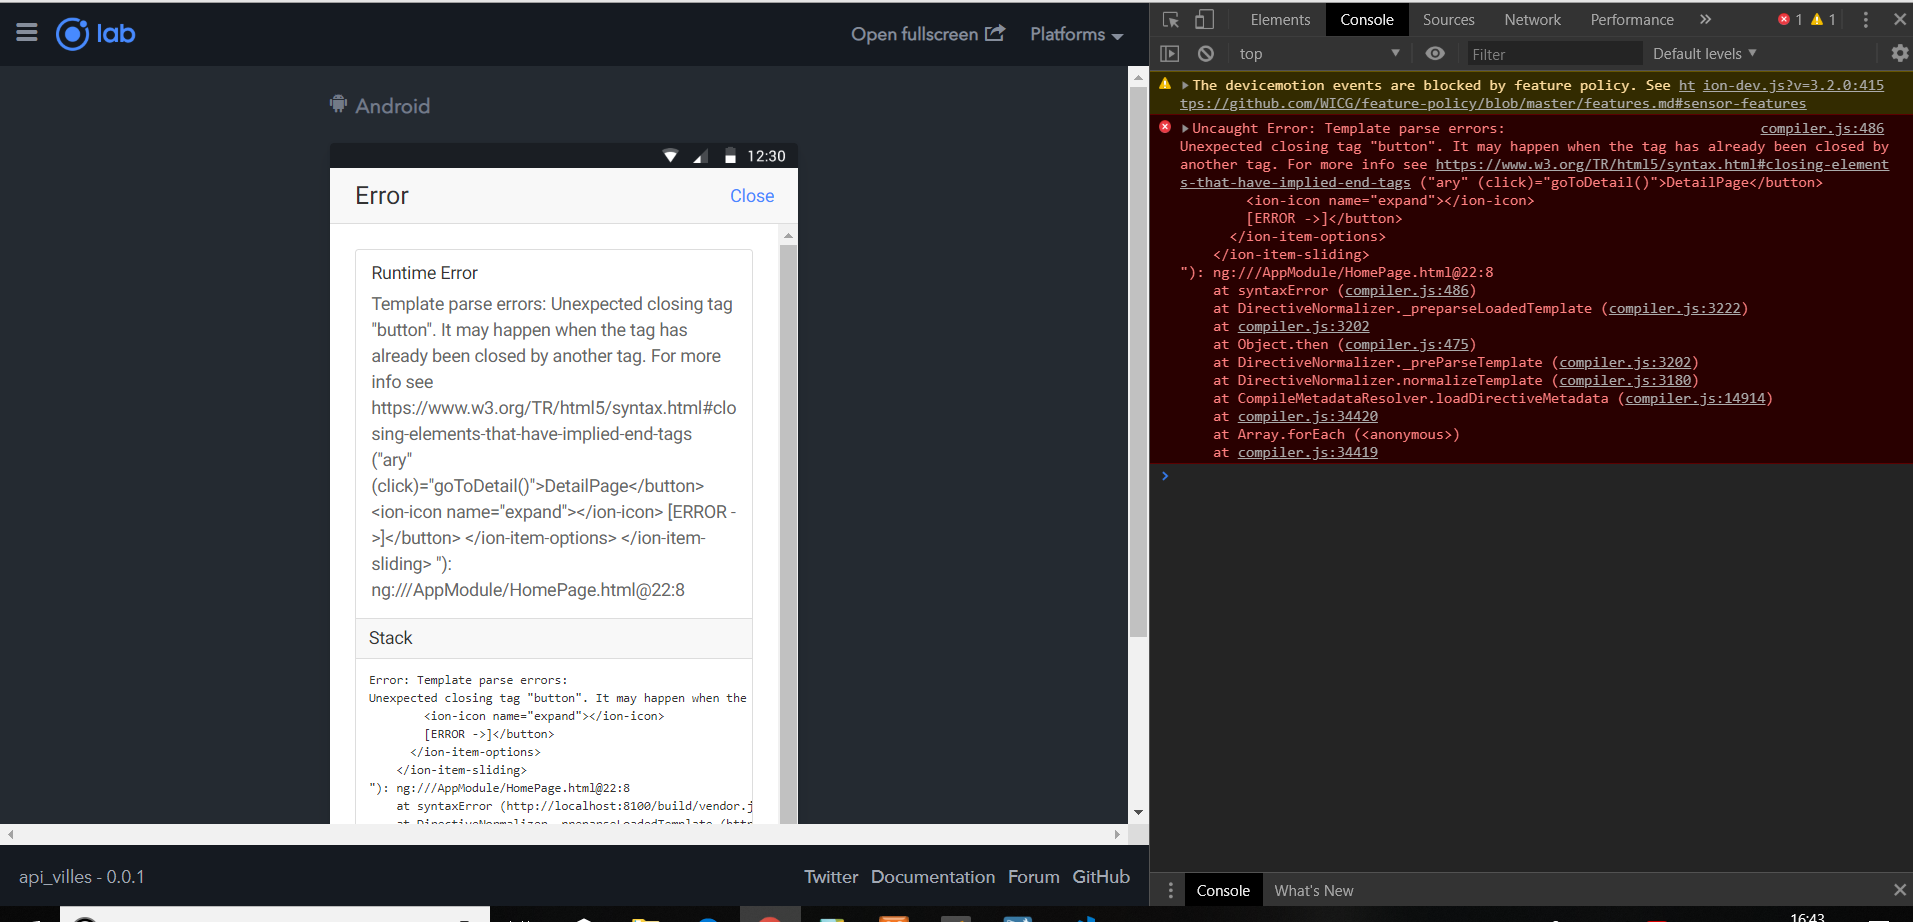 lab
Open fullscreen
Platforms
Android
12:30
Error
Close
Runtime Error
Template parse errors: Unexpected closing tag
"button". It may happen when the tag has
already been closed by another tag. For more
info see
https://www.w3.org/TR/html5/syntax.html#clo
sing-elements-that-have-implied-end-tags
("ary"
(click)="goToDetail()">DetailPage</button>
<ion-icon name="expand"></ion-icon> [ERROR -
>]</button> </ion-item-options> </ion-item-
sliding> "):
ng:///AppModule/HomePage.html@22:8
Stack
Error: Template parse errors:
Unexpected closing tag "button". It may happen when the
<ion-icon name="expand"></ion-icon>
[ERROR ->]</button>
</ion-item-options>
</ion-item-sliding>
"): ng:///AppModule/HomePage.html@22:8
at syntaxError (http://localhost:8100/build/vendor.j
at DirectiveNormalizer._preparseLoadedTemplate (http
api_villes - 0.0.1
Twitter Documentation Forum GitHub
Elements Console Sources Network Performance » 1 1
top Filter Default levels
The devicemotion events are blocked by feature policy. See ht ion-dev.js?v=3.2.0:415
tps://github.com/WICG/feature-policy/blob/master/features.md#sensor-features
Uncaught Error: Template parse errors: compiler.js:486
Unexpected closing tag "button". It may happen when the tag has already been closed by
another tag. For more info see https://www.w3.org/TR/html5/syntax.html#closing-element
s-that-have-implied-end-tags ("ary" (click)="goToDetail()">DetailPage</button>
<ion-icon name="expand"></ion-icon>
[ERROR ->]</button>
</ion-item-options>
</ion-item-sliding>
"): ng:///AppModule/HomePage.html@22:8
at syntaxError (compiler.js:486)
at DirectiveNormalizer._preparseLoadedTemplate (compiler.js:3222)
at compiler.js:3202
at Object.then (compiler.js:475)
at DirectiveNormalizer._preParseTemplate (compiler.js:3202)
at DirectiveNormalizer.normalizeTemplate (compiler.js:3180)
at CompileMetadataResolver.loadDirectiveMetadata (compiler.js:14914)
at compiler.js:34420
at Array.forEach (<anonymous>)
at compiler.js:34419
Console What's New
16:43